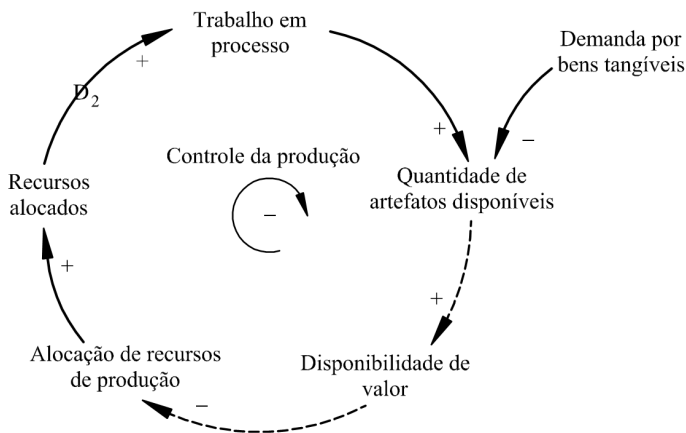 Trabalho em
processo
Demanda por
bens tangíveis
+
D2
+
–
Controle da produção
Quantidade de
artefatos disponíveis
Recursos
alocados
–
+
+
Alocação de recursos
de produção
Disponibilidade de
valor
–